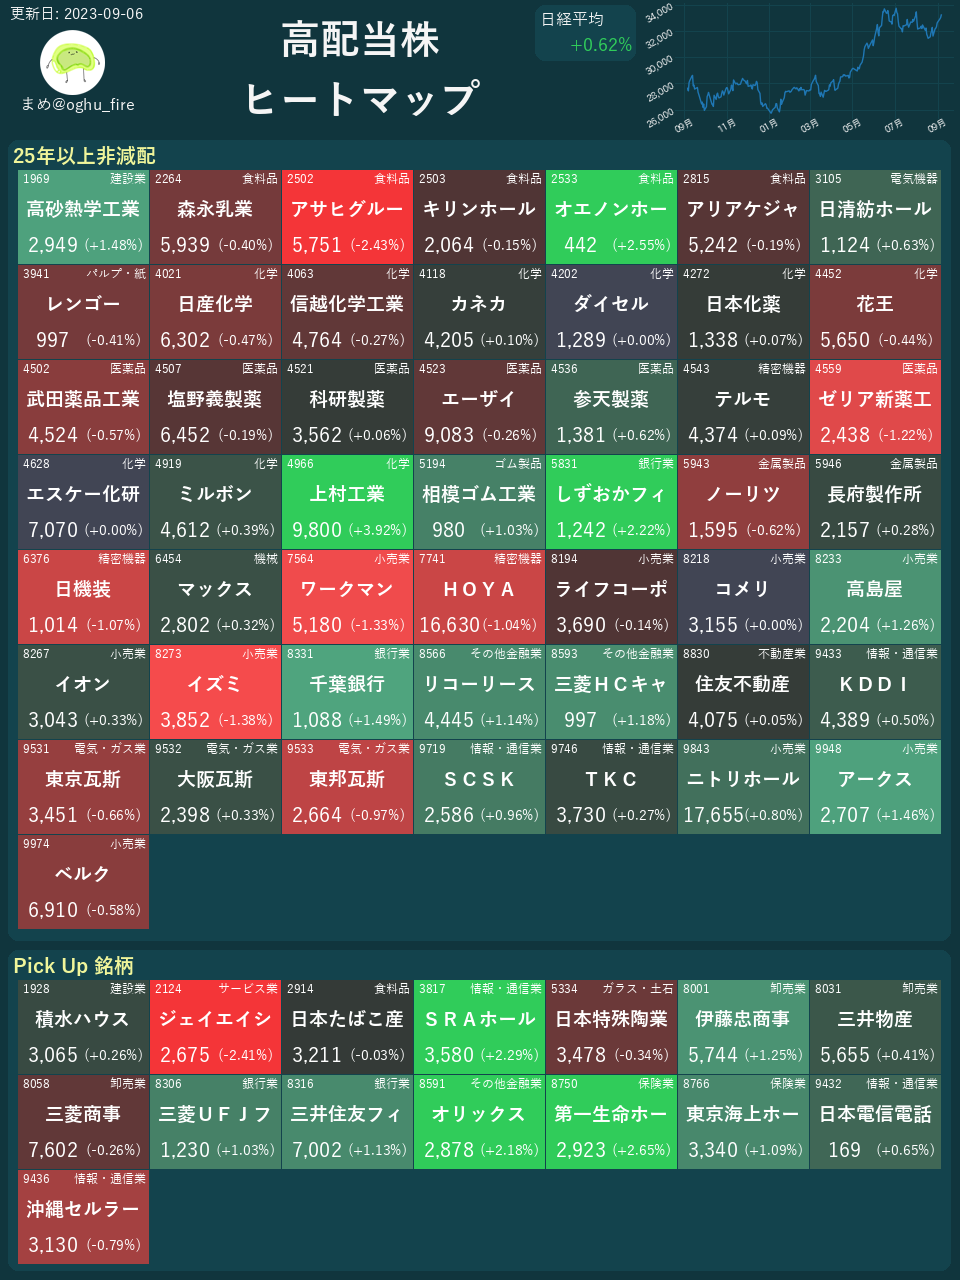 更新日: 2023-09-06
まめ@oghu_fire
高配当株
ヒートマップ
日経平均
+0.62%
34,000
32,000
30,000
28,000
26,000
09月 11月 01月 03月 05月 07月 09月
25年以上非減配
1969 建設業 2264 食料品 2502 食料品 2503 食料品 2533 食料品 2815 食料品 3105 電気機器
高砂熱学工業 森永乳業 アサヒグルー キリンホール オエノンホー アリアケジャ 日清紡ホール
2,949 (+1.48%) 5,939 (-0.40%) 5,751 (-2.43%) 2,064 (-0.15%) 442 (+2.55%) 5,242 (-0.19%) 1,124 (+0.63%)
3941 パルプ・紙 4021 化学 4063 化学 4118 化学 4202 化学 4272 化学 4452 化学
レンゴー 日産化学 信越化学工業 カネカ ダイセル 日本化薬 花王
997 (-0.41%) 6,302 (-0.47%) 4,764 (-0.27%) 4,205 (+0.10%) 1,289 (+0.00%) 1,338 (+0.07%) 5,650 (-0.44%)
4502 医薬品 4507 医薬品 4521 医薬品 4523 医薬品 4536 医薬品 4543 精密機器 4559 医薬品
武田薬品工業 塩野義製薬 科研製薬 エーザイ 参天製薬 テルモ ゼリア新薬工
4,524 (-0.57%) 6,452 (-0.19%) 3,562 (+0.06%) 9,083 (-0.26%) 1,381 (+0.62%) 4,374 (+0.09%) 2,438 (-1.22%)
4628 化学 4919 化学 4966 化学 5194 ゴム製品 5831 銀行業 5943 金属製品 5946 金属製品
エスケー化研 ミルボン 上村工業 相模ゴム工業 しずおかフィ ノーリツ 長府製作所
7,070 (+0.00%) 4,612 (+0.39%) 9,800 (+3.92%) 980 (+1.03%) 1,242 (+2.22%) 1,595 (-0.62%) 2,157 (+0.28%)
6376 精密機器 6454 機械 7564 小売業 7741 精密機器 8194 小売業 8218 小売業 8233 小売業
日機装 マックス ワークマン ＨＯＹＡ ライフコーポ コメリ 高島屋
1,014 (-1.07%) 2,802 (+0.32%) 5,180 (-1.33%) 16,630 (-1.04%) 3,690 (-0.14%) 3,155 (+0.00%) 2,204 (+1.26%)
8267 小売業 8273 小売業 8331 銀行業 8566 その他金融業 8593 その他金融業 8830 不動産業 9433 情報・通信業
イオン イズミ 千葉銀行 リコーリース 三菱ＨＣキャ 住友不動産 ＫＤＤＩ
3,043 (+0.33%) 3,852 (-1.38%) 1,088 (+1.49%) 4,445 (+1.14%) 997 (+1.18%) 4,075 (+0.05%) 4,389 (+0.50%)
9531 電気・ガス業 9532 電気・ガス業 9533 電気・ガス業 9719 情報・通信業 9746 情報・通信業 9843 小売業 9948 小売業
東京瓦斯 大阪瓦斯 東邦瓦斯 ＳＣＳＫ ＴＫＣ ニトリホール アークス
3,451 (-0.66%) 2,398 (+0.33%) 2,664 (-0.97%) 2,586 (+0.96%) 3,730 (+0.27%) 17,655 (+0.80%) 2,707 (+1.46%)
9974 小売業
ベルク
6,910 (-0.58%)
Pick Up 銘柄
1928 建設業 2124 サービス業 2914 食料品 3817 情報・通信業 5334 ガラス・土石 8001 卸売業 8031 卸売業
積水ハウス ジェイエイシ 日本たばこ産 ＳＲＡホール 日本特殊陶業 伊藤忠商事 三井物産
3,065 (+0.26%) 2,675 (-2.41%) 3,211 (-0.03%) 3,580 (+2.29%) 3,478 (-0.34%) 5,744 (+1.25%) 5,655 (+0.41%)
8058 卸売業 8306 銀行業 8316 銀行業 8591 その他金融業 8750 保険業 8766 保険業 9432 情報・通信業
三菱商事 三菱ＵＦＪフ 三井住友フィ オリックス 第一生命ホー 東京海上ホー 日本電信電話
7,602 (-0.26%) 1,230 (+1.03%) 7,002 (+1.13%) 2,878 (+2.18%) 2,923 (+2.65%) 3,340 (+1.09%) 169 (+0.65%)
9436 情報・通信業
沖縄セルラー
3,130 (-0.79%)